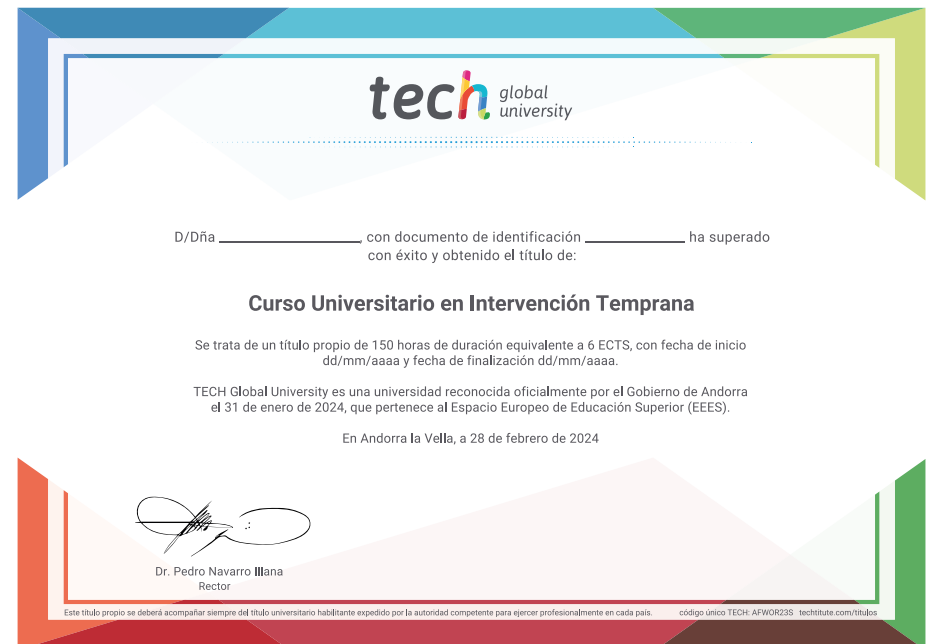 tech global university
D/Dña ____________, con documento de identificación ____________ ha superado
con éxito y obtenido el título de:
Curso Universitario en Intervención Temprana
Se trata de un título propio de 150 horas de duración equivalente a 6 ECTS, con fecha de inicio
dd/mm/aaaa y fecha de finalización dd/mm/aaaa.
TECH Global University es una universidad reconocida oficialmente por el Gobierno de Andorra
el 31 de enero de 2024, que pertenece al Espacio Europeo de Educación Superior (EEES).
En Andorra la Vella, a 28 de febrero de 2024
Dr. Pedro Navarro Illana
Rector
Este título propio se deberá acompañar siempre del título universitario habilitante expedido por la autoridad competente para ejercer profesionalmente en cada país. código único TECH: AFWOR23S techtitute.com/titulos